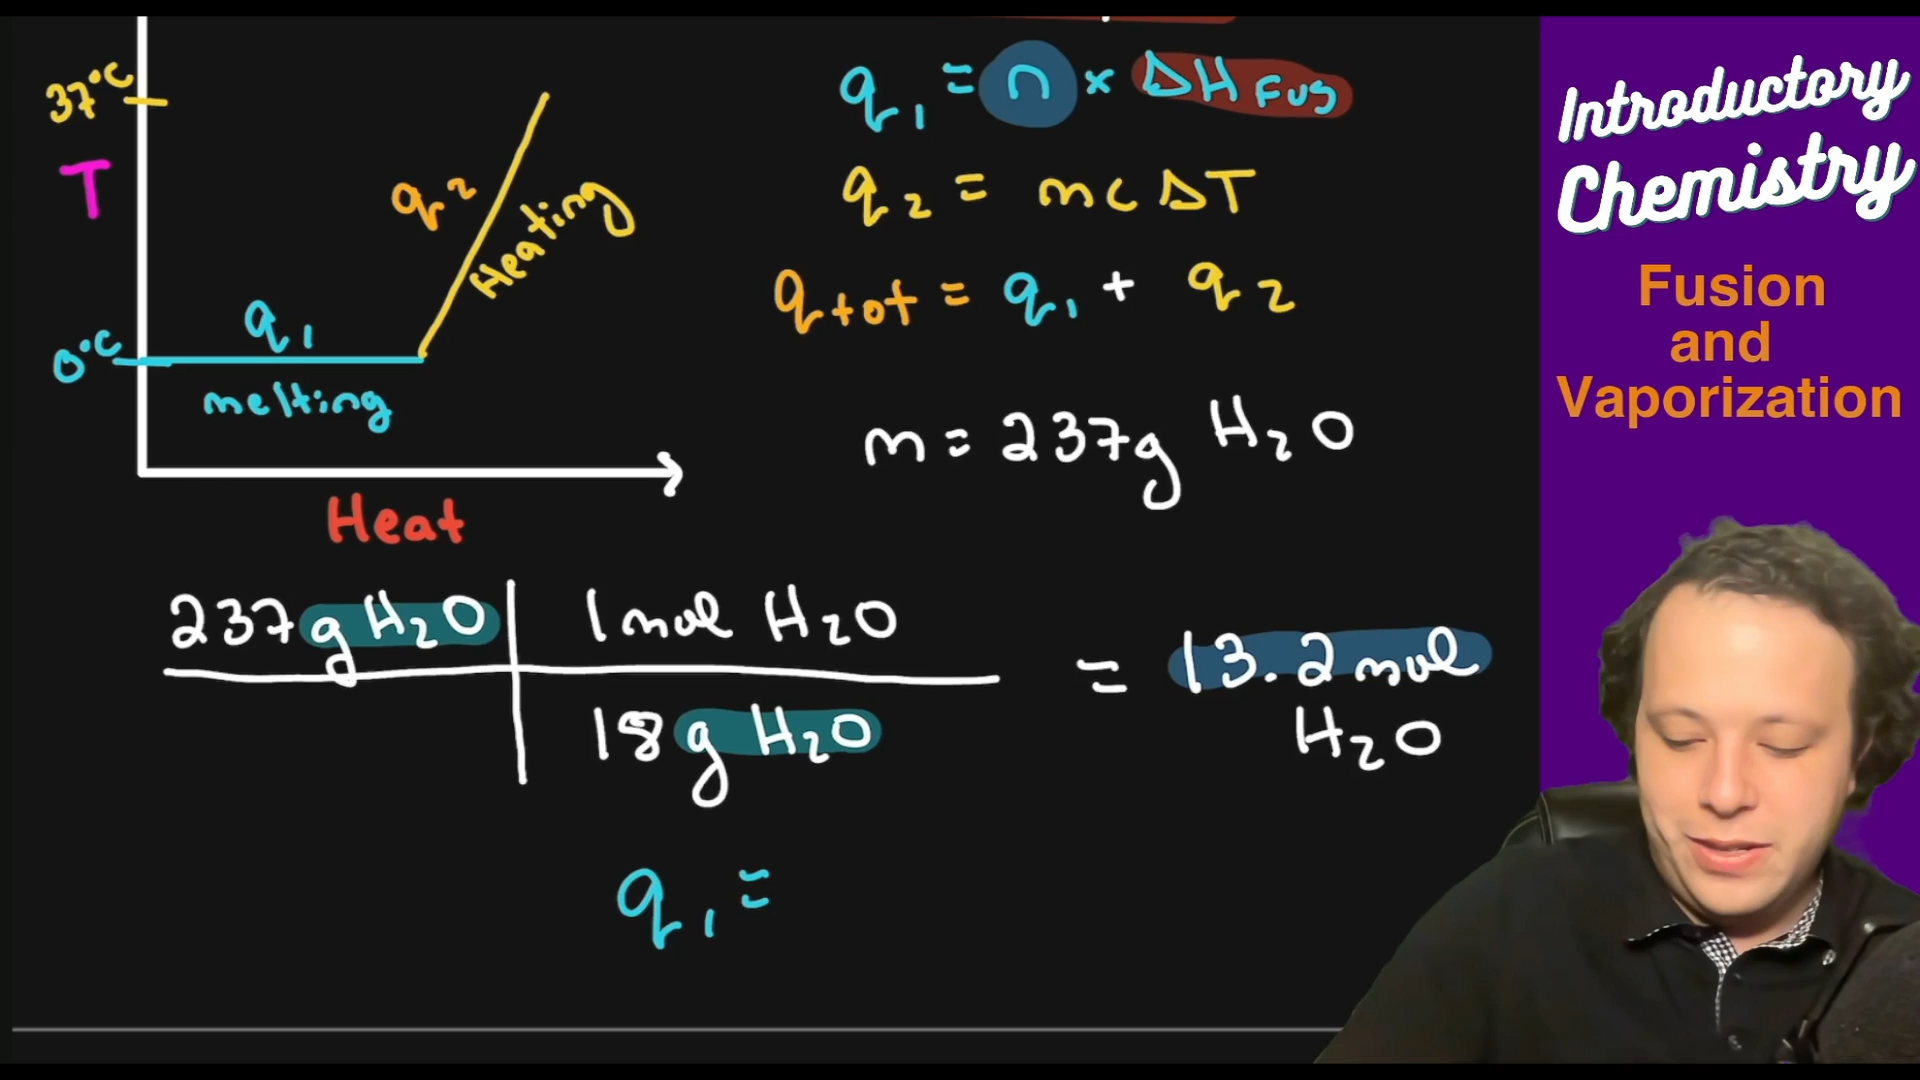 37°C
T
q2
Heating
q1
0°C
melting
Heat
q1 = n × ΔH Fus
q2 = mcΔT
qtot = q1 + q2
m = 237g H2O
237g H2O | 1 mol H2O
18g H2O
= 13.2 mol
H2O
q1 =
Introductory
Chemistry
Fusion
and
Vaporization